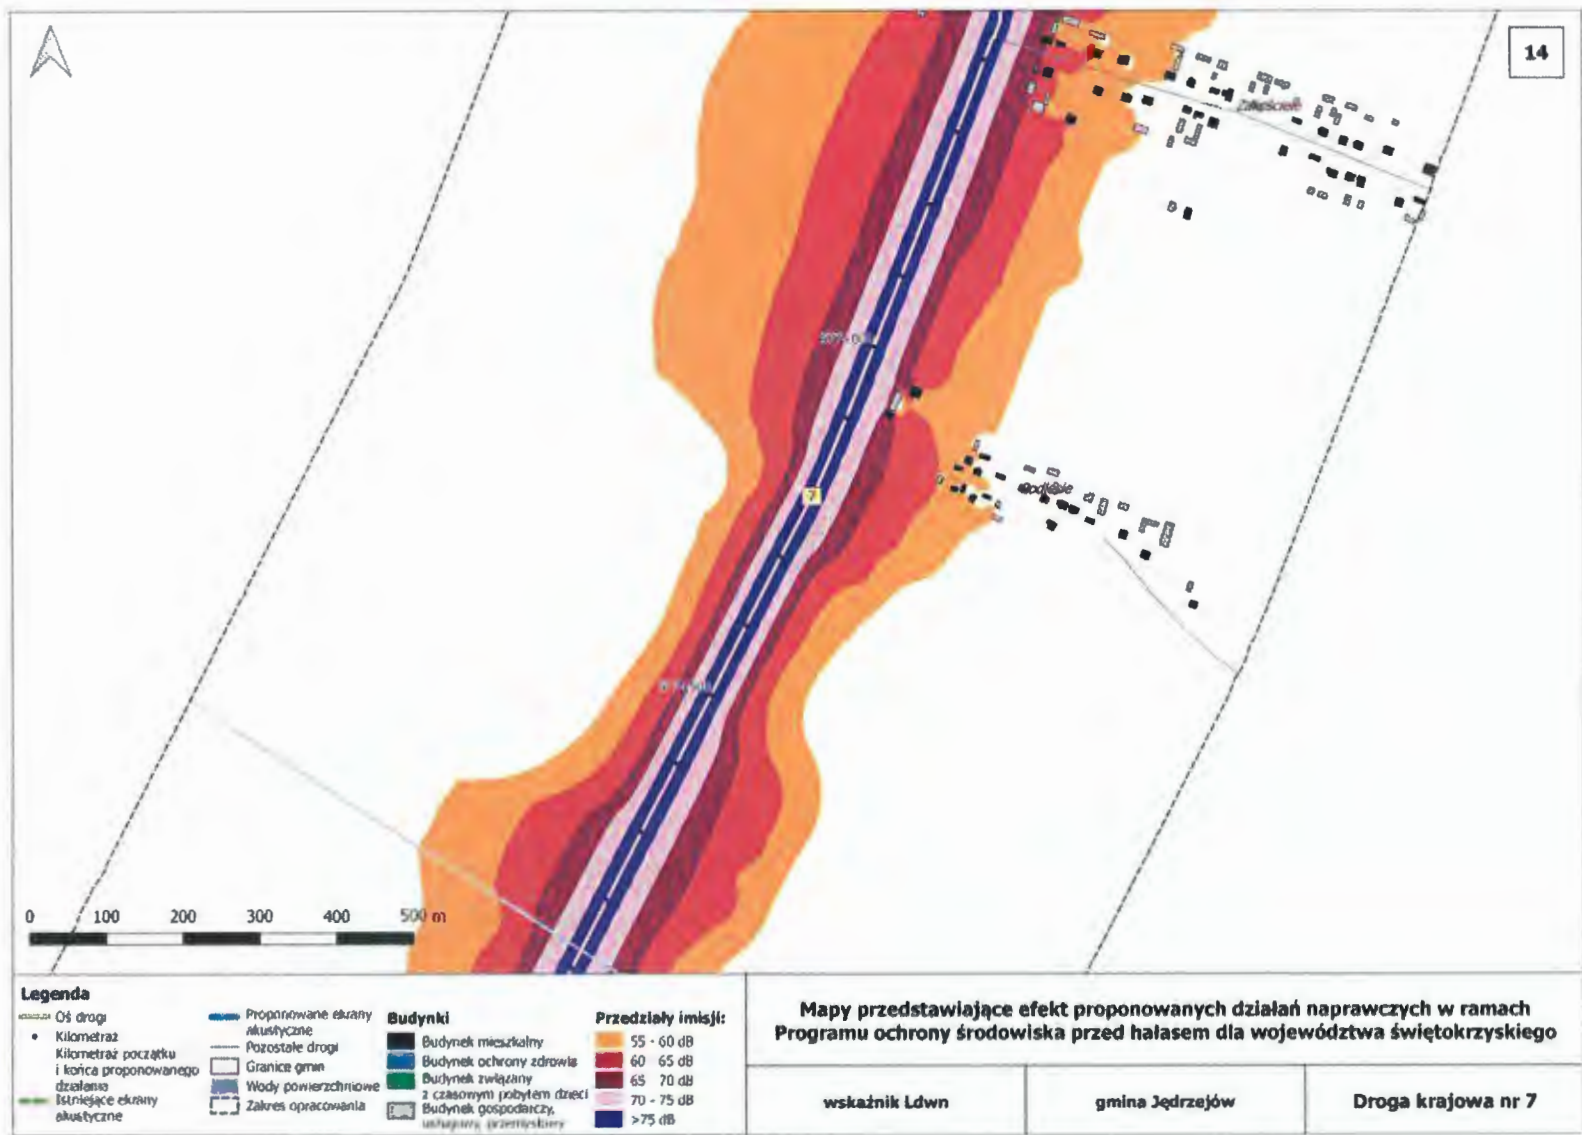 14
Zakościele
Podlesie
7
0 100 200 300 400 500 m
Legenda
Oś drogi
Kilometraż
Kilometraż początku
i końca proponowanego
działania
Istniejące ekrany
akustyczne
Proponowane ekrany
akustyczne
Pozostałe drogi
Granice gmin
Wody powierzchniowe
Zakres opracowania
Budynki
Budynek mieszkalny
Budynek ochrony zdrowia
Budynek związany
z czasowym pobytem dzieci
Budynek gospodarczy,
usługowy, przemysłowy
Przedziały imisji:
55 - 60 dB
60 65 dB
65 70 dB
70 - 75 dB
>75 dB
Mapy przedstawiające efekt proponowanych działań naprawczych w ramach
Programu ochrony środowiska przed hałasem dla województwa świętokrzyskiego
wskaźnik Ldwn
gmina Jędrzejów
Droga krajowa nr 7